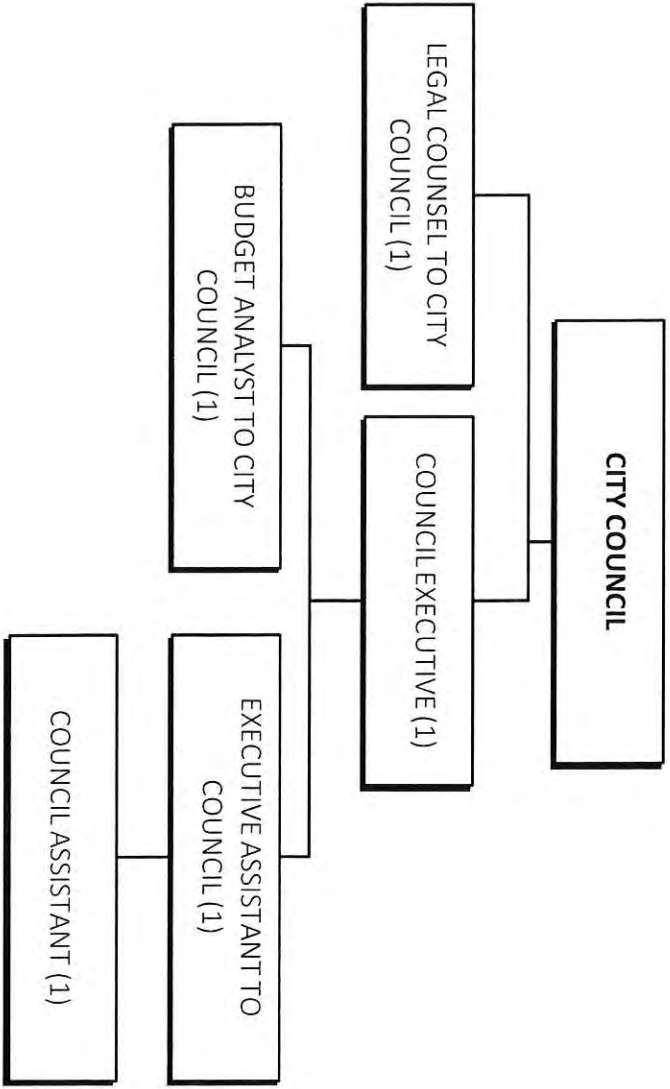 CITY COUNCIL
LEGAL COUNSEL TO CITY
COUNCIL (1)
COUNCIL EXECUTIVE (1)
BUDGET ANALYST TO CITY
COUNCIL (1)
EXECUTIVE ASSISTANT TO
COUNCIL (1)
COUNCIL ASSISTANT (1)